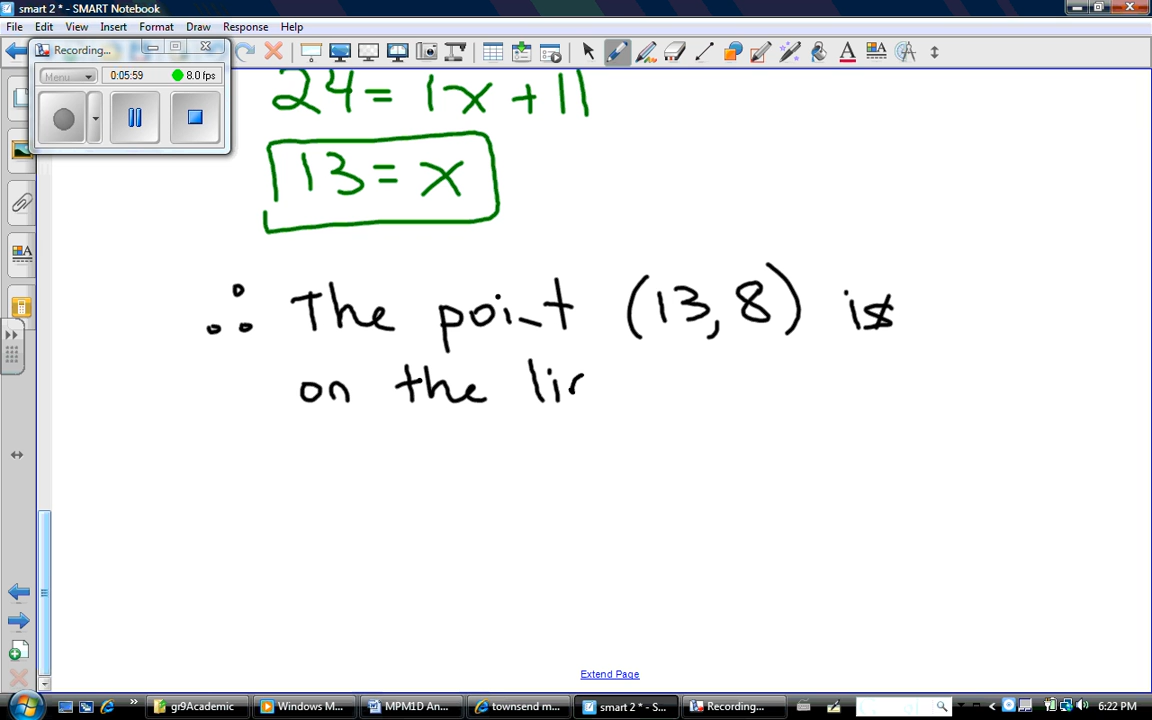 smart 2 * - SMART Notebook
File Edit View Insert Format Draw Response Help
Recording...
Menu...
0:05:59
8.0 fps
24 = 1x + 11
13 = x
∴ The point (13, 8) is
on the lin
Extend Page
gr9Academic
Windows M...
MPM1D An...
townsend m...
smart 2 * - S...
Recording...
6:22 PM